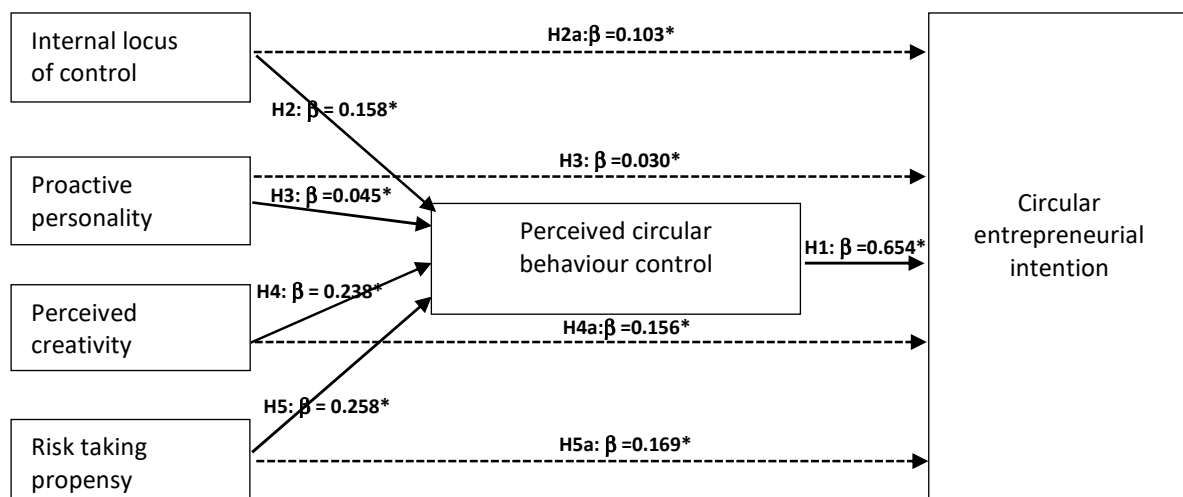 Internal locus
of control
H2a:β =0.103*
H2: β = 0.158*
Proactive
personality
H3: β =0.030*
H3: β =0.045*
Perceived circular
behaviour control
H1: β =0.654*
Circular
entrepreneurial
intention
Perceived
creativity
H4: β = 0.238*
H4a:β =0.156*
Risk taking
propensy
H5: β = 0.258*
H5a: β =0.169*